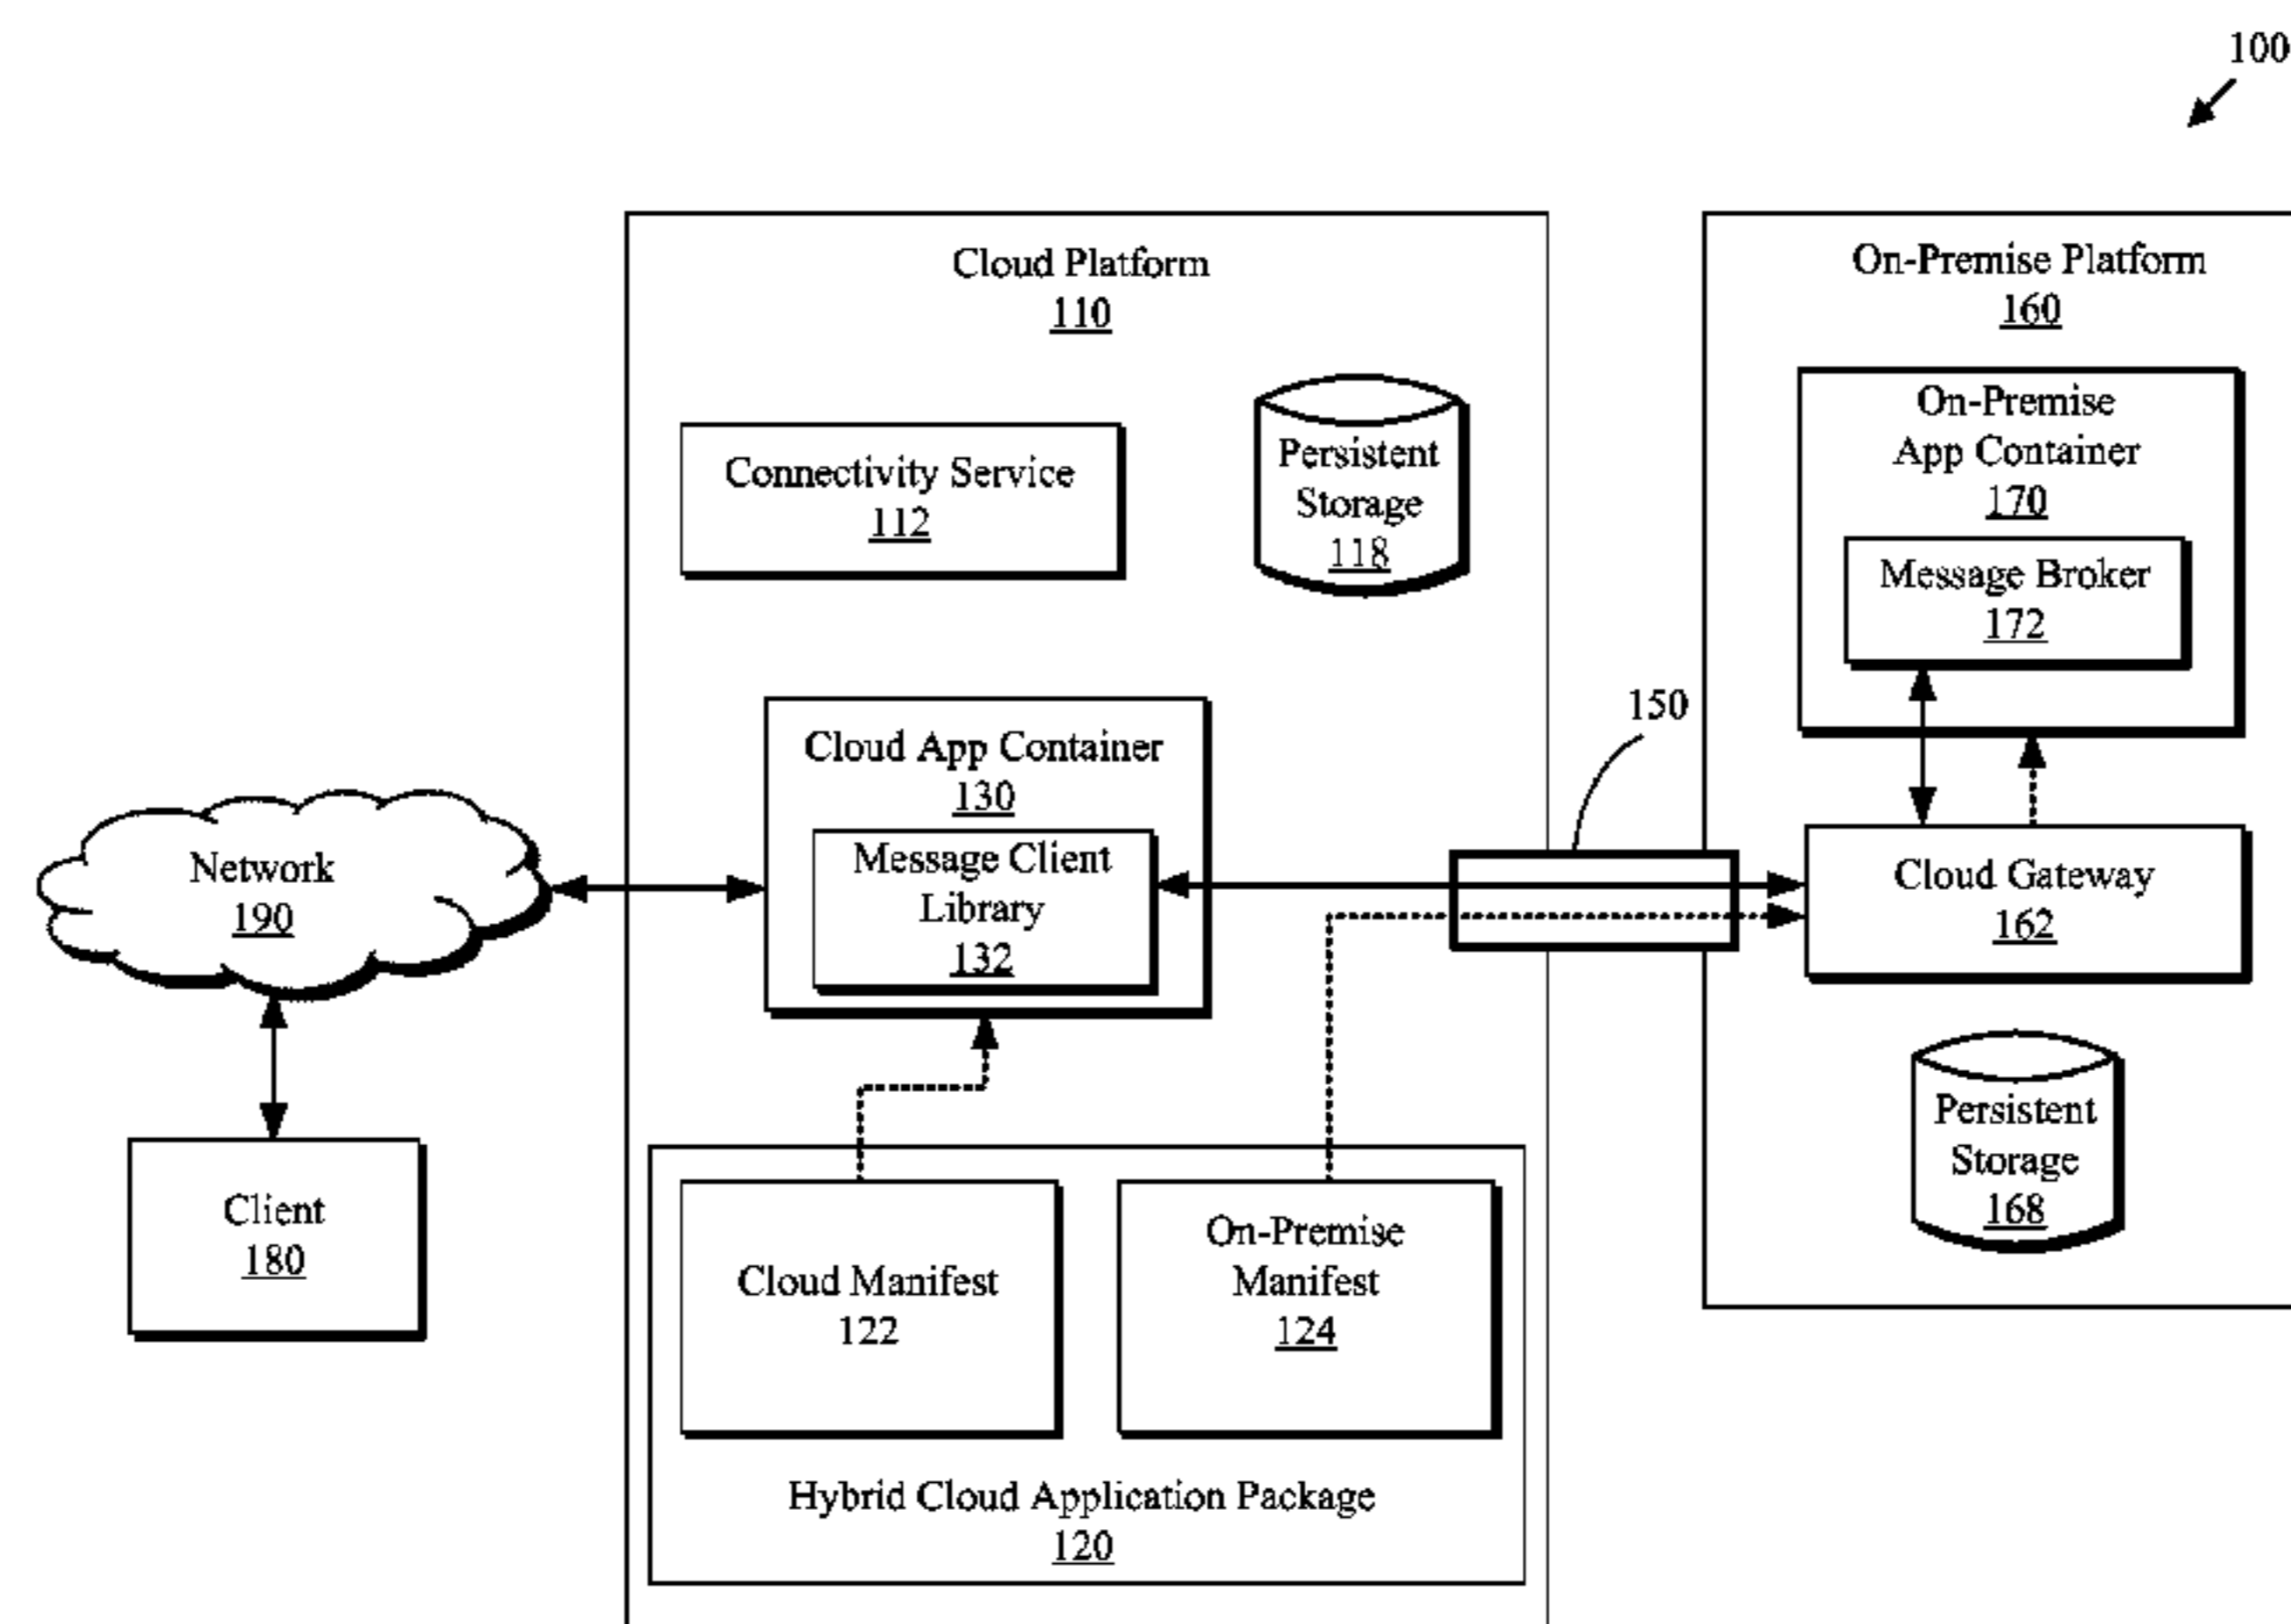 100
Cloud Platform
110
On-Premise Platform
160
Connectivity Service
112
Persistent
Storage
118
On-Premise
App Container
170
Message Broker
172
150
Cloud App Container
130
Message Client
Library
132
Network
190
Cloud Gateway
162
Client
180
Persistent
Storage
168
Cloud Manifest
122
On-Premise
Manifest
124
Hybrid Cloud Application Package
120